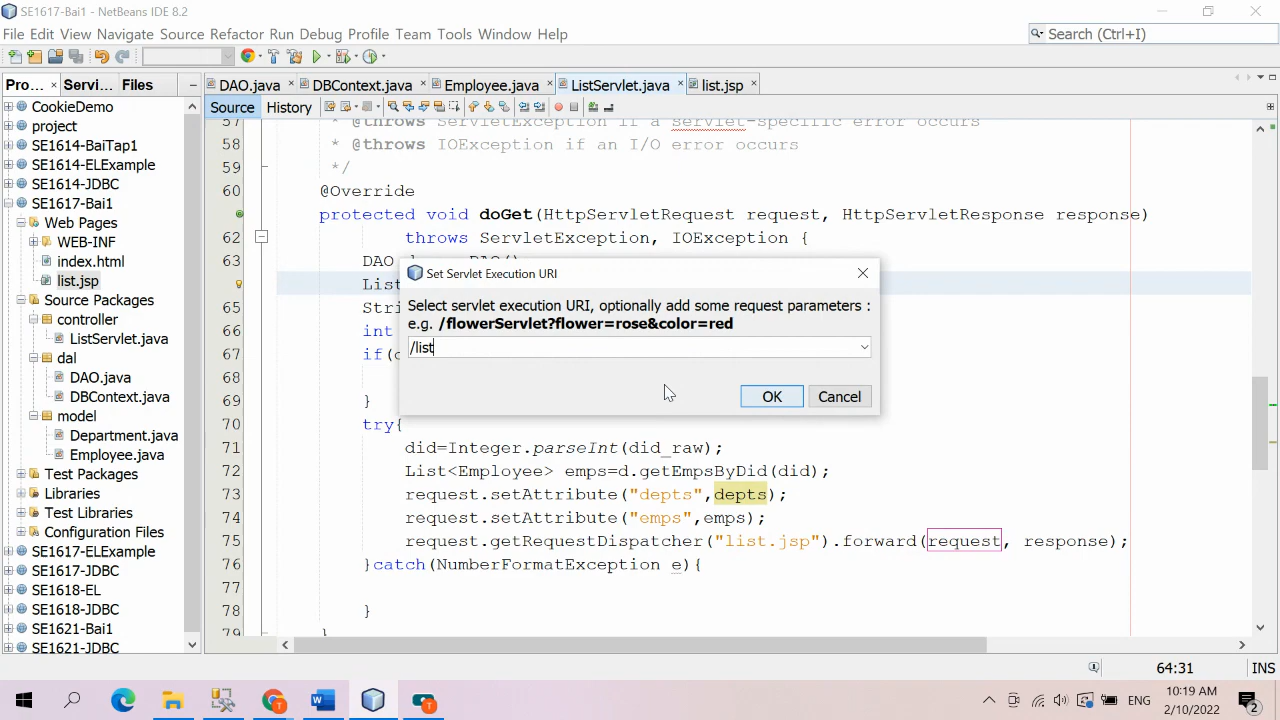 SE1617-Bai1 - NetBeans IDE 8.2
File Edit View Navigate Source Refactor Run Debug Profile Team Tools Window Help
Search (Ctrl+I)
Pro... Servi... Files
DAO.java DBContext.java Employee.java ListServlet.java list.jsp
Source History
CookieDemo
project
SE1614-BaiTap1
SE1614-ELExample
SE1614-JDBC
SE1617-Bai1
Web Pages
WEB-INF
index.html
list.jsp
Source Packages
controller
ListServlet.java
dal
DAO.java
DBContext.java
model
Department.java
Employee.java
Test Packages
Libraries
Test Libraries
Configuration Files
SE1617-ELExample
SE1617-JDBC
SE1618-EL
SE1618-JDBC
SE1621-Bai1
SE1621-JDBC
57 * @throws ServletException if a servlet-specific error occurs
58 * @throws IOException if an I/O error occurs
59 */
60 @Override
protected void doGet(HttpServletRequest request, HttpServletResponse response)
62 throws ServletException, IOException {
63 DAO
List
65 Stri
66 int
67 if(
68
69 }
70 try{
71 did=Integer.parseInt(did_raw);
72 List<Employee> emps=d.getEmpsByDid(did);
73 request.setAttribute("depts",depts);
74 request.setAttribute("emps",emps);
75 request.getRequestDispatcher("list.jsp").forward(request, response);
76 }catch(NumberFormatException e){
77
78 }
79
Set Servlet Execution URI
Select servlet execution URI, optionally add some request parameters :
e.g. /flowerServlet?flower=rose&color=red
/list
OK Cancel
64:31 INS
ENG
10:19 AM
2/10/2022
2